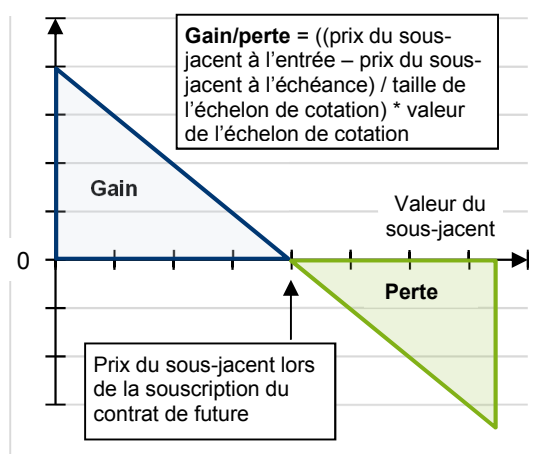 Gain/perte = ((prix du sous-
jacent à l'entrée – prix du sous-
jacent à l'échéance) / taille de
l'échelon de cotation) * valeur
de l'échelon de cotation
Gain
Valeur du
sous-jacent
0
Perte
Prix du sous-jacent lors
de la souscription du
contrat de future